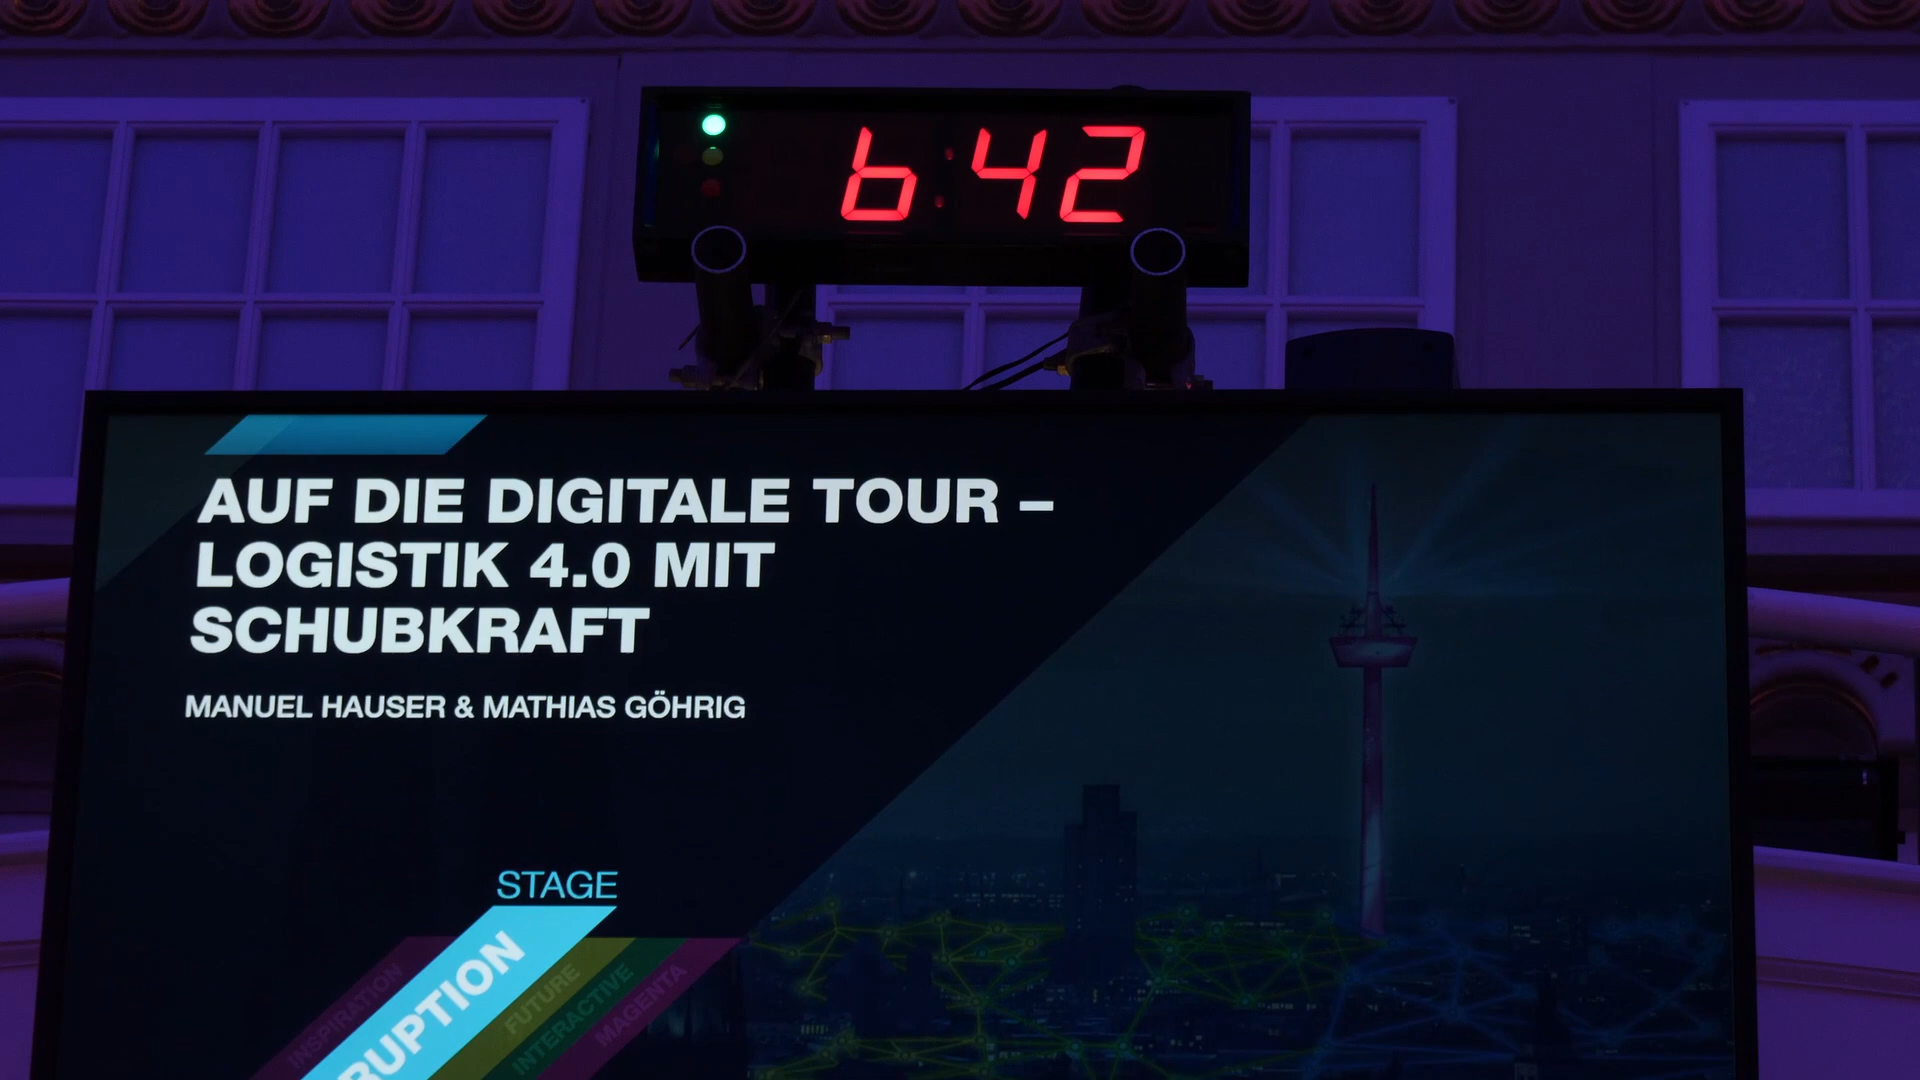 6:42
AUF DIE DIGITALE TOUR –
LOGISTIK 4.0 MIT
SCHUBKRAFT
MANUEL HAUSER & MATHIAS GÖHRIG
STAGE
INSPIRATION
RUPTION
FUTURE
INTERACTIVE
MAGENTA